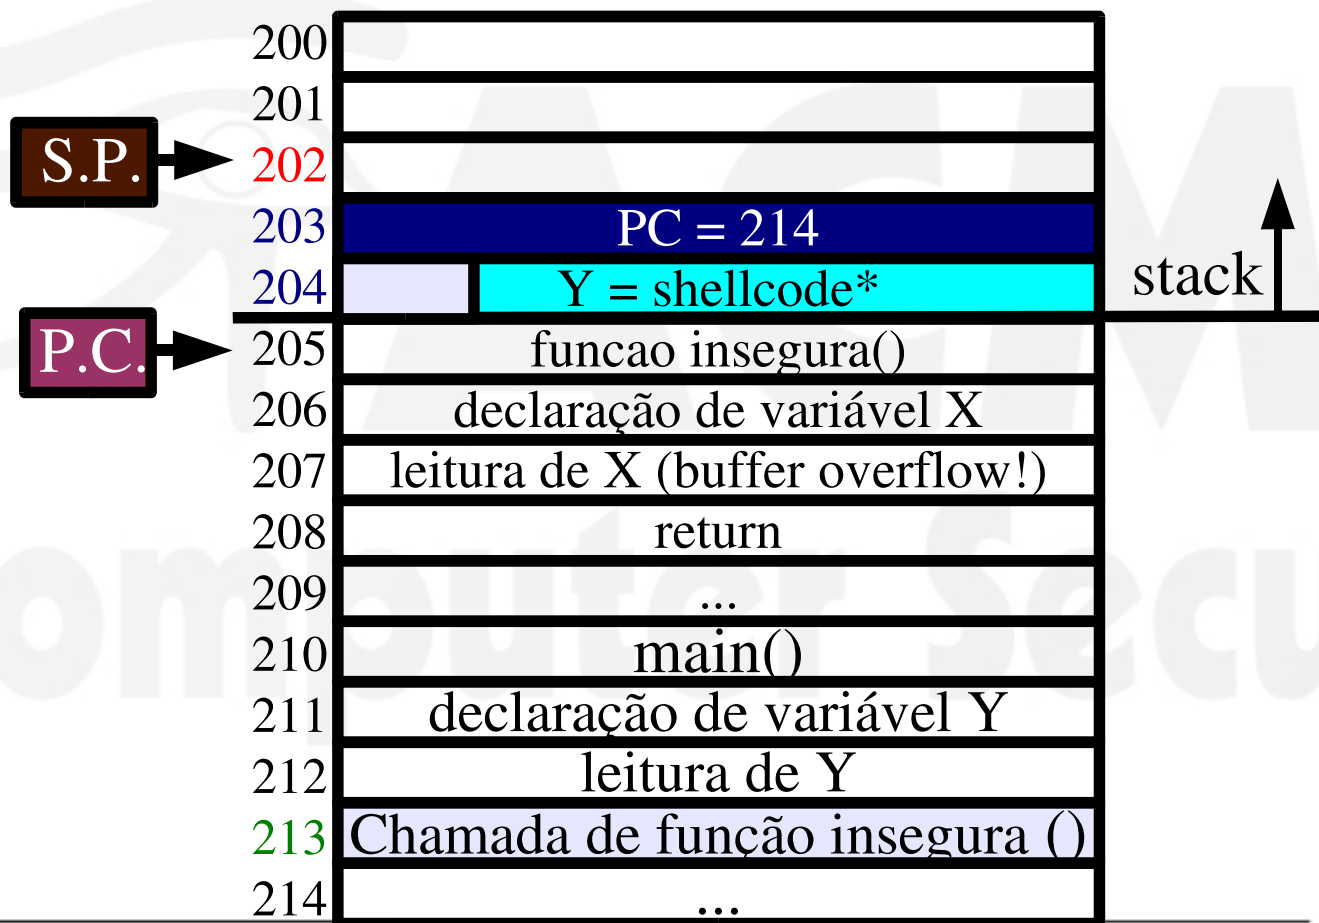 200
201
S.P. 202
203 PC = 214
204 Y = shellcode*
stack
P.C. 205 funcao insegura()
206 declaração de variável X
207 leitura de X (buffer overflow!)
208 return
209 ...
210 main()
211 declaração de variável Y
212 leitura de Y
213 Chamada de função insegura ()
214 ...